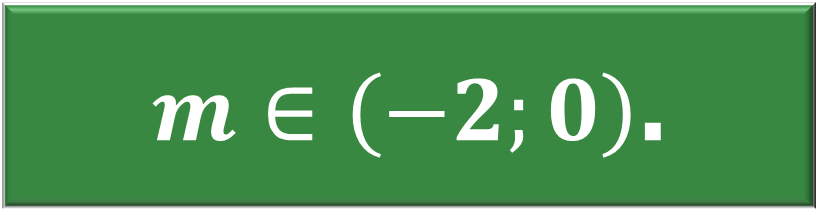 m ∈ (−2; 0).